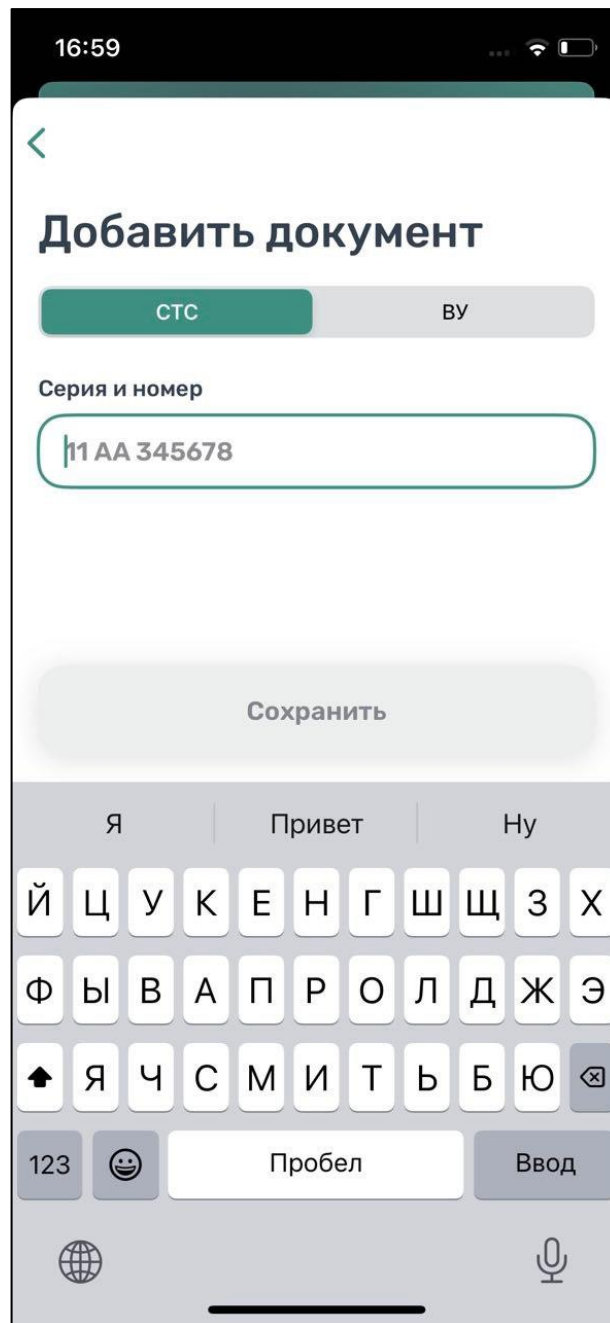 16:59
Добавить документ
СТС ВУ
Серия и номер
11 АА 345678
Сохранить
Я Привет Ну
Й Ц У К Е Н Г Ш Щ З Х
Ф Ы В А П Р О Л Д Ж Э
Я Ч С М И Т Ь Б Ю
123 Пробел Ввод